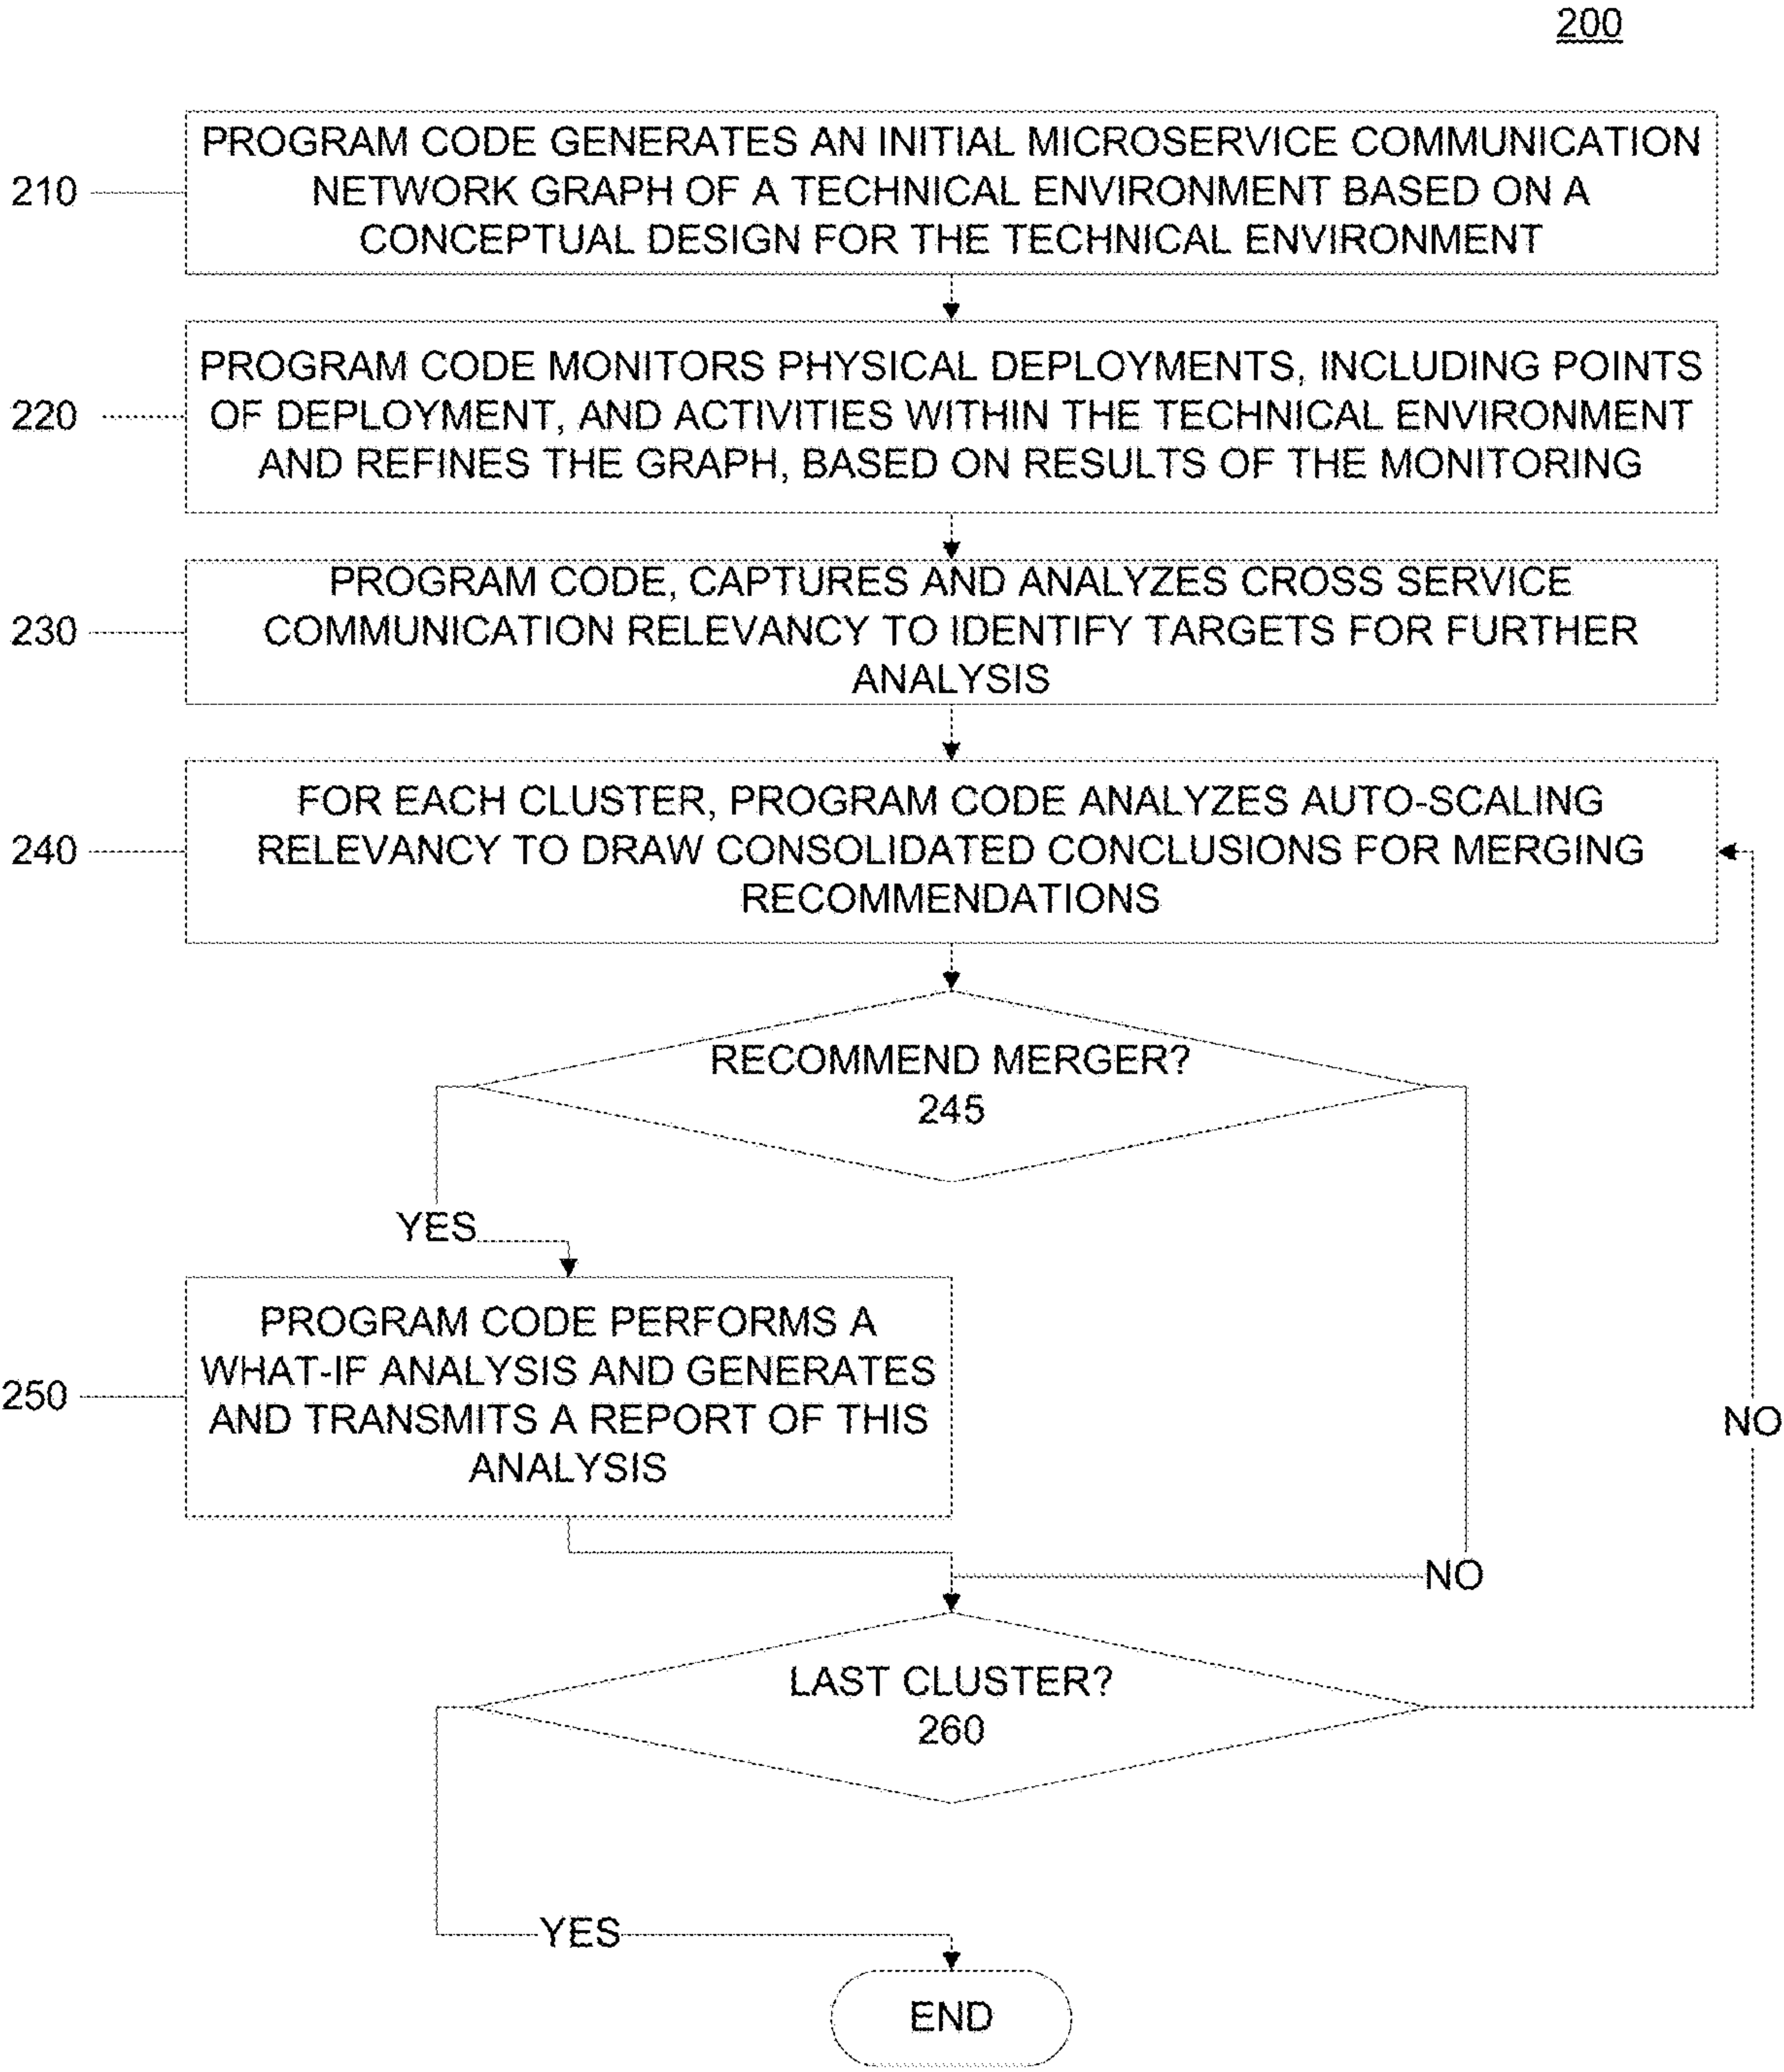 200
PROGRAM CODE GENERATES AN INITIAL MICROSERVICE COMMUNICATION
NETWORK GRAPH OF A TECHNICAL ENVIRONMENT BASED ON A
CONCEPTUAL DESIGN FOR THE TECHNICAL ENVIRONMENT
210
PROGRAM CODE MONITORS PHYSICAL DEPLOYMENTS, INCLUDING POINTS
OF DEPLOYMENT, AND ACTIVITIES WITHIN THE TECHNICAL ENVIRONMENT
AND REFINES THE GRAPH, BASED ON RESULTS OF THE MONITORING
220
PROGRAM CODE, CAPTURES AND ANALYZES CROSS SERVICE
COMMUNICATION RELEVANCY TO IDENTIFY TARGETS FOR FURTHER
ANALYSIS
230
FOR EACH CLUSTER, PROGRAM CODE ANALYZES AUTO-SCALING
RELEVANCY TO DRAW CONSOLIDATED CONCLUSIONS FOR MERGING
RECOMMENDATIONS
240
RECOMMEND MERGER?
245
YES
PROGRAM CODE PERFORMS A
WHAT-IF ANALYSIS AND GENERATES
AND TRANSMITS A REPORT OF THIS
ANALYSIS
250
NO
NO
LAST CLUSTER?
260
YES
END